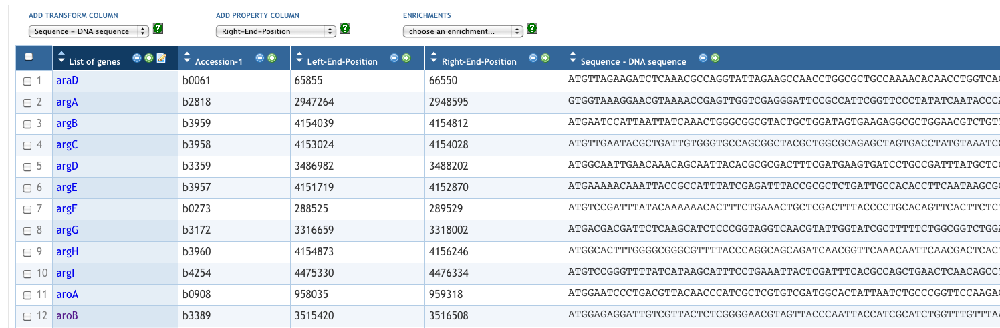 ADD TRANSFORM COLUMN ADD PROPERTY COLUMN ENRICHMENTS
Sequence - DNA sequence ? Right-End-Position ? choose an enrichment... ?
List of genes Accession-1 Left-End-Position Right-End-Position Sequence - DNA sequence
1 araD b0061 65855 66550 ATGTTAGAAGATCTCAAACGCCAGGTATTAGAAGCCAACCTGGCGCTGCCAAAACACAACCTGGTCAG
2 argA b2818 2947264 2948595 GTGGTAAAGGAACGTAAAACCGAGTTGGTCGAGGGATTCCGCCATTCGGTTCCCTATATCAATACCCA
3 argB b3959 4154039 4154812 ATGAATCCATTAATTATCAAACTGGGCGGCGTACTGCTGGATAGTGAAGAGGCGCTGGAACGTCTGTT
4 argC b3958 4153024 4154028 ATGTTGAATACGCTGATTGTGGGTGCCAGCGGCTACGCTGGCGCAGAGCTAGTGACCTATGTAAATCG
5 argD b3359 3486982 3488202 ATGGCAATTGAACAAACAGCAATTACACGCGCGACTTTCGATGAAGTGATCCTGCCGATTTATGCTCC
6 argE b3957 4151719 4152870 ATGAAAAACAAATTACCGCCATTTATCGAGATTTACCGCGCTCTGATTGCCACACCTTCAATAAGCGC
7 argF b0273 288525 289529 ATGTCCGATTTATACAAAAAACACTTTCTGAAACTGCTCGACTTTACCCCTGCACAGTTCACTTCTCT
8 argG b3172 3316659 3318002 ATGACGACGATTCTCAAGCATCTCCCGGTAGGTCAACGTATTGGTATCGCTTTTTCTGGCGGTCTGGA
9 argH b3960 4154873 4156246 ATGGCACTTTGGGGCGGGCGTTTTACCCAGGCAGCAGATCAACGGTTCAAACAATTCAACGACTCACT
10 argI b4254 4475330 4476334 ATGTCCGGGTTTTATCATAAGCATTTCCTGAAATTACTCGATTTCACGCCAGCTGAACTCAACAGCCT
11 aroA b0908 958035 959318 ATGGAATCCCTGACGTTACAACCCATCGCTCGTGTCGATGGCACTATTAATCTGCCCGGTTCCAAGAG
12 aroB b3389 3515420 3516508 ATGGAGAGGATTGTCGTTACTCTCGGGGAACGTAGTTACCCAATTACCATCGCATCTGGTTTGTTTAA